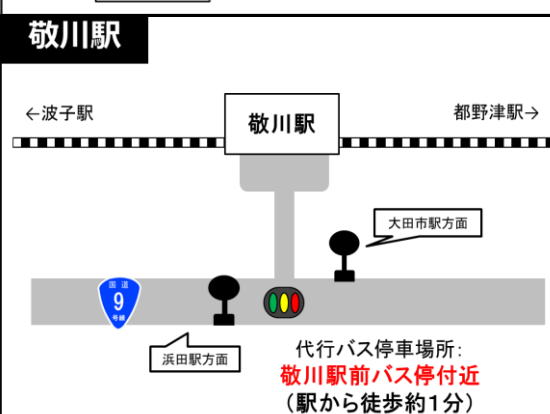 敬川駅
←波子駅
敬川駅
都野津駅→
大田市駅方面
国道
9
号線
浜田駅方面
代行バス停車場所:
敬川駅前バス停付近
(駅から徒歩約1分)